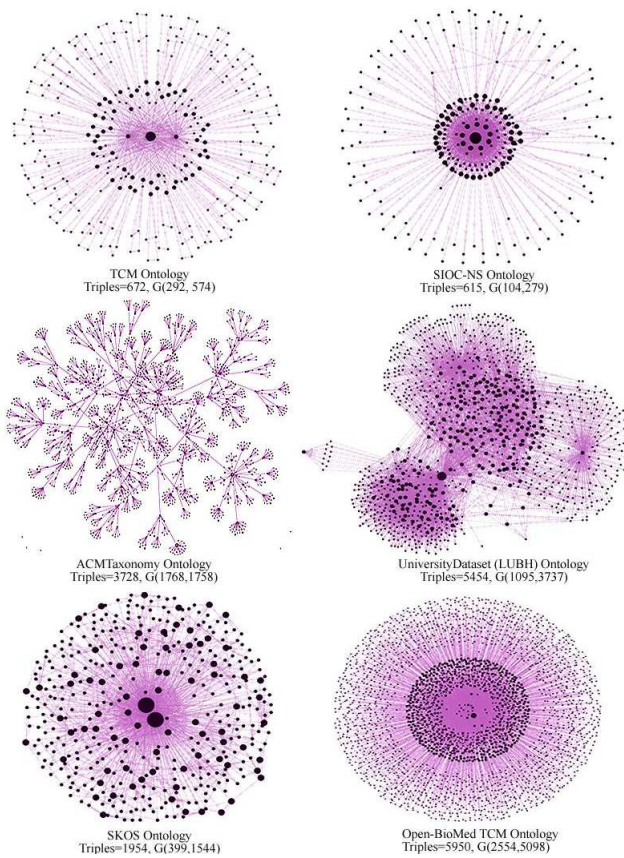 TCM Ontology
Triples=672, G(292, 574)
SIOC-NS Ontology
Triples=615, G(104,279)
ACMTaxonomy Ontology
Triples=3728, G(1768,1758)
UniversityDataset (LUBH) Ontology
Triples=5454, G(1095,3737)
SKOS Ontology
Triples=1954, G(399,1544)
Open-BioMed TCM Ontology
Triples=5950, G(2554,5098)